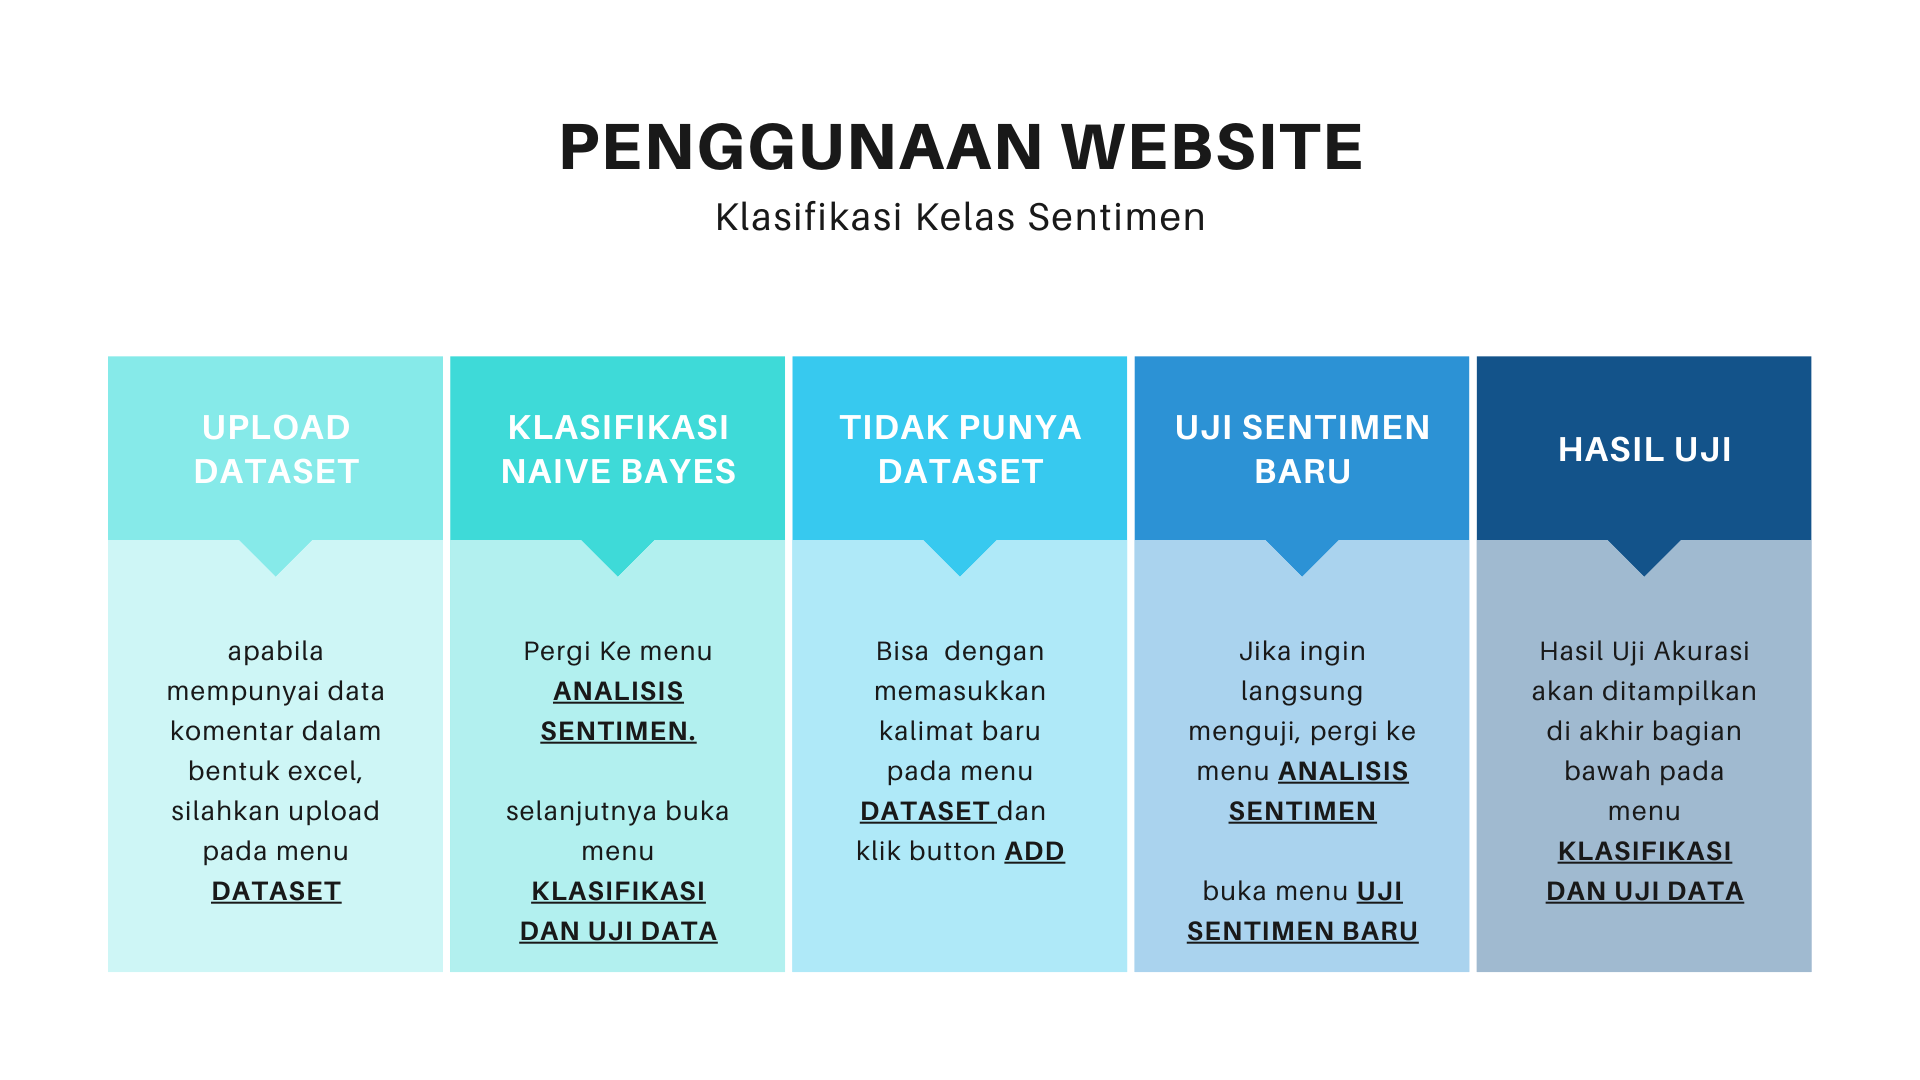 PENGGUNAAN WEBSITE
Klasifikasi Kelas Sentimen
UPLOAD
DATASET
apabila
mempunyai data
komentar dalam
bentuk excel,
silahkan upload
pada menu
DATASET
KLASIFIKASI
NAIVE BAYES
Pergi Ke menu
ANALISIS
SENTIMEN.
selanjutnya buka
menu
KLASIFIKASI
DAN UJI DATA
TIDAK PUNYA
DATASET
Bisa  dengan
memasukkan
kalimat baru
pada menu
DATASET dan
klik button ADD
UJI SENTIMEN
BARU
Jika ingin
langsung
menguji, pergi ke
menu ANALISIS
SENTIMEN
buka menu UJI
SENTIMEN BARU
HASIL UJI
Hasil Uji Akurasi
akan ditampilkan
di akhir bagian
bawah pada
menu
KLASIFIKASI
DAN UJI DATA